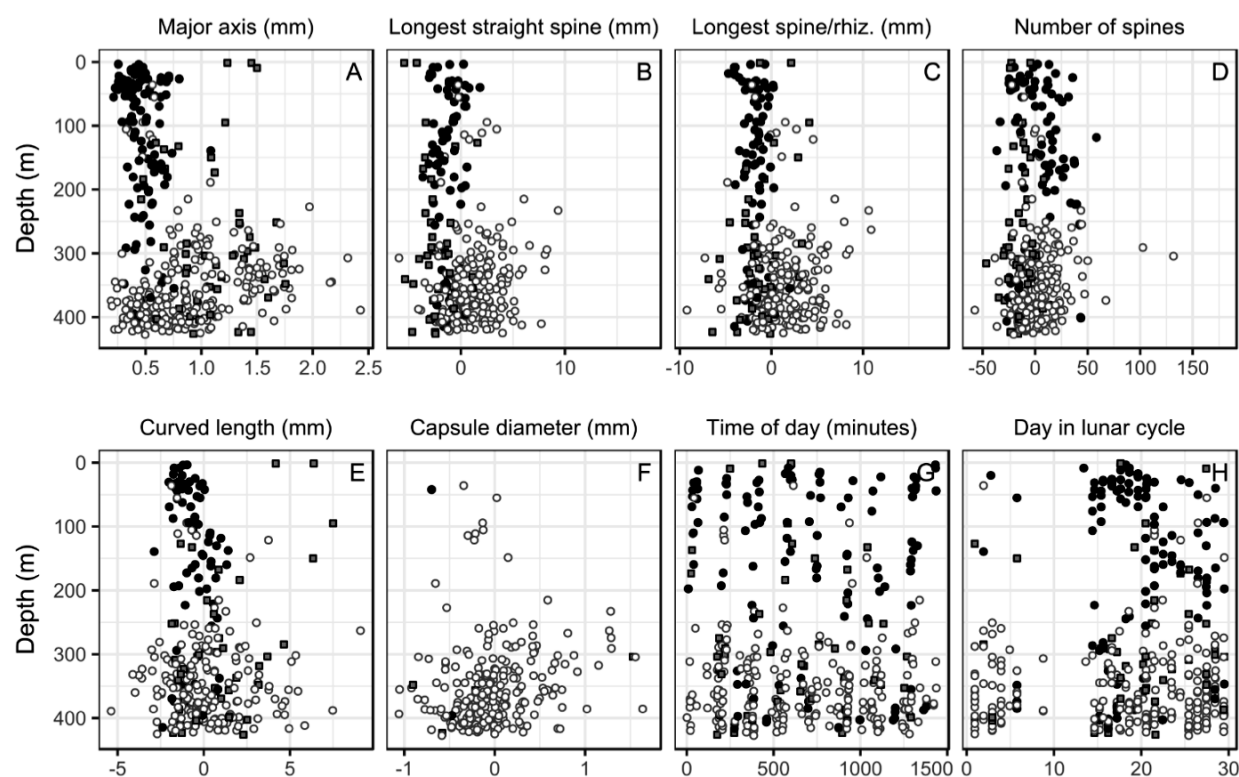 Major axis (mm) Longest straight spine (mm) Longest spine/rhiz. (mm) Number of spines
A B C D
Depth (m)
0
100
200
300
400
0.5 1.0 1.5 2.0 2.5 0 10 -10 0 10 -50 0 50 100 150
Curved length (mm) Capsule diameter (mm) Time of day (minutes) Day in lunar cycle
E F G H
Depth (m)
0
100
200
300
400
-5 0 5 -1 0 1 0 500 1000 1500 0 10 20 30